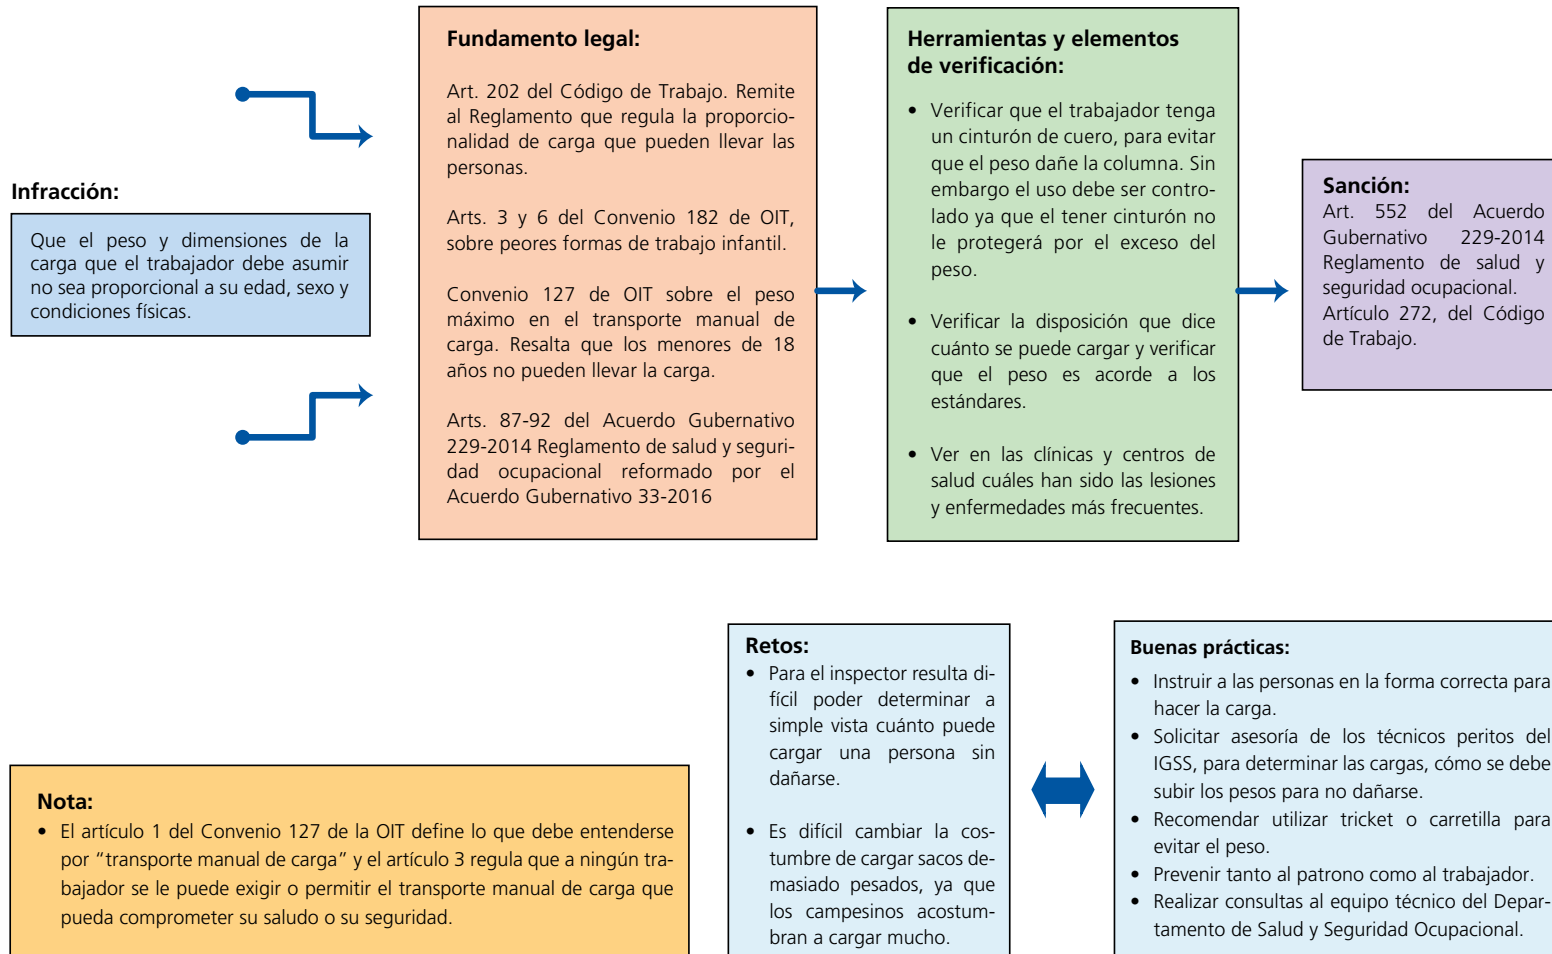 Infracción:
Que el peso y dimensiones de la
carga que el trabajador debe asumir
no sea proporcional a su edad, sexo y
condiciones físicas.
Fundamento legal:
Art. 202 del Código de Trabajo. Remite
al Reglamento que regula la proporcio-
nalidad de carga que pueden llevar las
personas.
Arts. 3 y 6 del Convenio 182 de OIT,
sobre peores formas de trabajo infantil.
Convenio 127 de OIT sobre el peso
máximo en el transporte manual de
carga. Resalta que los menores de 18
años no pueden llevar la carga.
Arts. 87-92 del Acuerdo Gubernativo
229-2014 Reglamento de salud y seguri-
dad ocupacional reformado por el
Acuerdo Gubernativo 33-2016
Herramientas y elementos
de verificación:
• Verificar que el trabajador tenga
un cinturón de cuero, para evitar
que el peso dañe la columna. Sin
embargo el uso debe ser contro-
lado ya que el tener cinturón no
le protegerá por el exceso del
peso.
• Verificar la disposición que dice
cuánto se puede cargar y verificar
que el peso es acorde a los
estándares.
• Ver en las clínicas y centros de
salud cuáles han sido las lesiones
y enfermedades más frecuentes.
Sanción:
Art. 552 del Acuerdo
Gubernativo 229-2014
Reglamento de salud y
seguridad ocupacional.
Artículo 272, del Código
de Trabajo.
Nota:
• El artículo 1 del Convenio 127 de la OIT define lo que debe entenderse
por “transporte manual de carga” y el artículo 3 regula que a ningún tra-
bajador se le puede exigir o permitir el transporte manual de carga que
pueda comprometer su saludo o su seguridad.
Retos:
• Para el inspector resulta di-
fícil poder determinar a
simple vista cuánto puede
cargar una persona sin
dañarse.
• Es difícil cambiar la cos-
tumbre de cargar sacos de-
masiado pesados, ya que
los campesinos acostum-
bran a cargar mucho.
Buenas prácticas:
• Instruir a las personas en la forma correcta para
hacer la carga.
• Solicitar asesoría de los técnicos peritos del
IGSS, para determinar las cargas, cómo se debe
subir los pesos para no dañarse.
• Recomendar utilizar tricket o carretilla para
evitar el peso.
• Prevenir tanto al patrono como al trabajador.
• Realizar consultas al equipo técnico del Depar-
tamento de Salud y Seguridad Ocupacional.